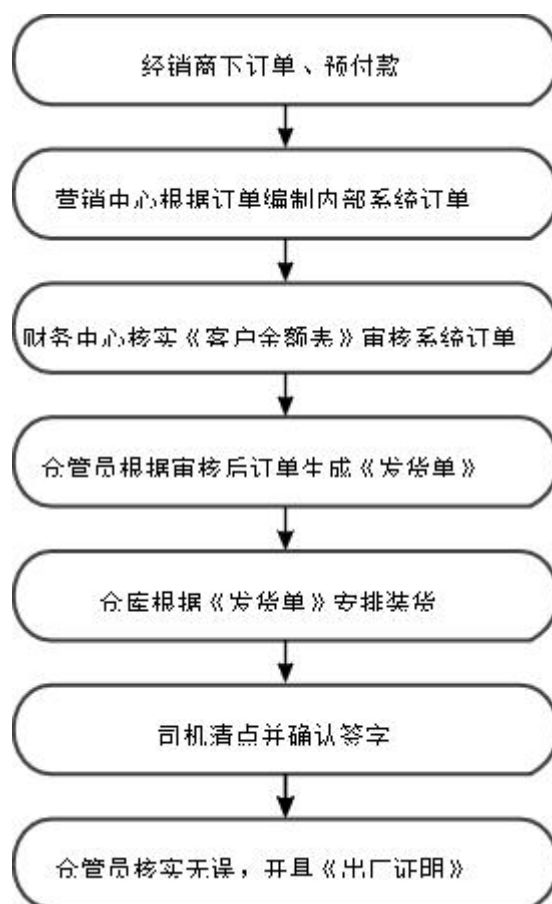 经销商下订单、预付款
营销中心根据订单编制内部系统订单
财务中心核实《客户余额表》审核系统订单
仓管员根据审核后订单生成《发货单》
仓库根据《发货单》安排装货
司机清点并确认签字
仓管员核实无误，开具《出厂证明》